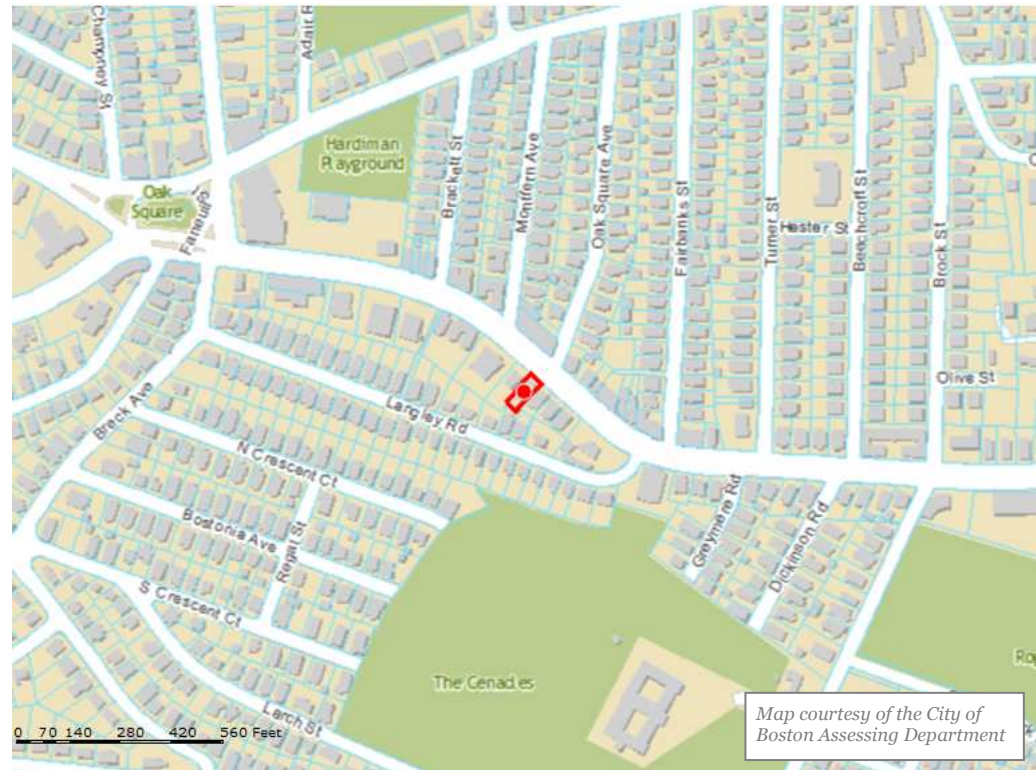 Channey St
Adair R
Hardiman
Playground
Oak
Square
Faneuil S
Brackett St
Montfern Ave
Oak Square Ave
Fairbanks St
Turner St
Hester S
Beechcroft St
Brock St
Olive St
Breck Ave
Langley Rd
N Crescent Ct
Bostonia Ave
Regal St
S Crescent Ct
Larch St
Greymere Rd
Dickinson Rd
The Cenacles
Rog
0 70 140 280 420 560 Feet
Map courtesy of the City of
Boston Assessing Department